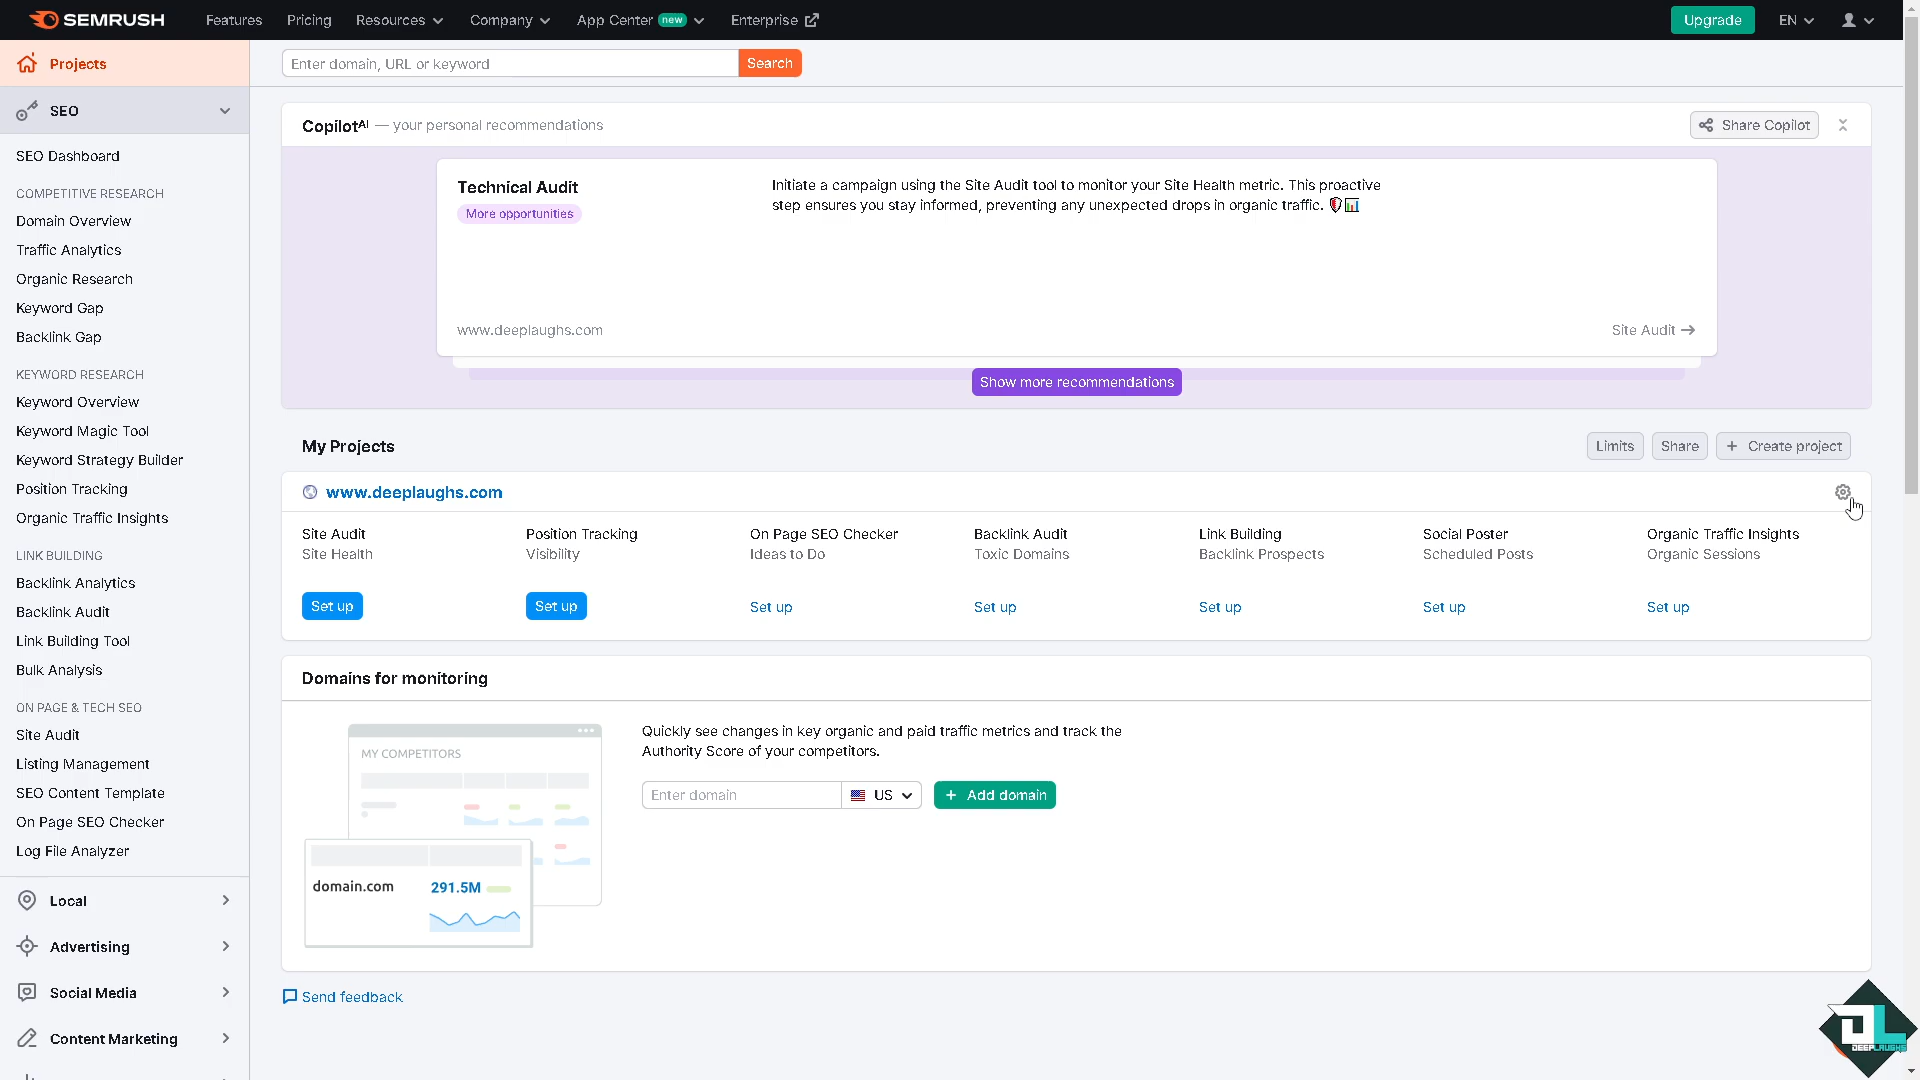 SEMRUSH
Features
Pricing
Resources
Company
App Center new
Enterprise
Upgrade
EN
Projects
Enter domain, URL or keyword
Search
SEO
SEO Dashboard
COMPETITIVE RESEARCH
Domain Overview
Traffic Analytics
Organic Research
Keyword Gap
Backlink Gap
KEYWORD RESEARCH
Keyword Overview
Keyword Magic Tool
Keyword Strategy Builder
Position Tracking
Organic Traffic Insights
LINK BUILDING
Backlink Analytics
Backlink Audit
Link Building Tool
Bulk Analysis
ON PAGE & TECH SEO
Site Audit
Listing Management
SEO Content Template
On Page SEO Checker
Log File Analyzer
Local
Advertising
Social Media
Content Marketing
Copilot AI — your personal recommendations
Share Copilot
Technical Audit
More opportunities
Initiate a campaign using the Site Audit tool to monitor your Site Health metric. This proactive
step ensures you stay informed, preventing any unexpected drops in organic traffic.
www.deeplaughs.com
Site Audit →
Show more recommendations
My Projects
Limits
Share
+ Create project
www.deeplaughs.com
Site Audit
Site Health
Set up
Position Tracking
Visibility
Set up
On Page SEO Checker
Ideas to Do
Set up
Backlink Audit
Toxic Domains
Set up
Link Building
Backlink Prospects
Set up
Social Poster
Scheduled Posts
Set up
Organic Traffic Insights
Organic Sessions
Set up
Domains for monitoring
MY COMPETITORS
domain.com
291.5M
Quickly see changes in key organic and paid traffic metrics and track the
Authority Score of your competitors.
Enter domain
US
+ Add domain
Send feedback
DL
DEEPLAUGHS